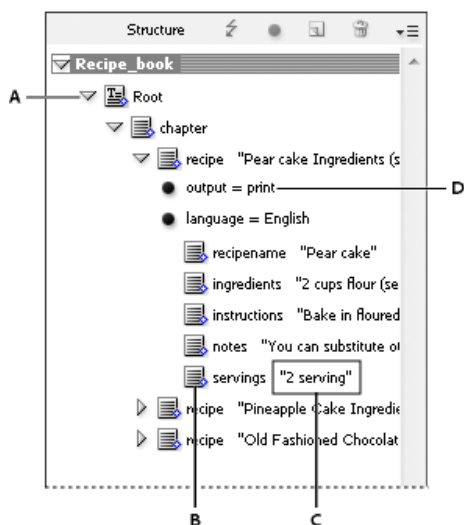 Structure
Recipe_book
A
Root
chapter
recipe "Pear cake Ingredients (s
output = print
D
language = English
recipename "Pear cake"
ingredients "2 cups flour (se
instructions "Bake in floured
notes "You can substitute ot
servings "2 serving"
recipe "Pineapple Cake Ingredie
recipe "Old Fashioned Chocolat
B
C